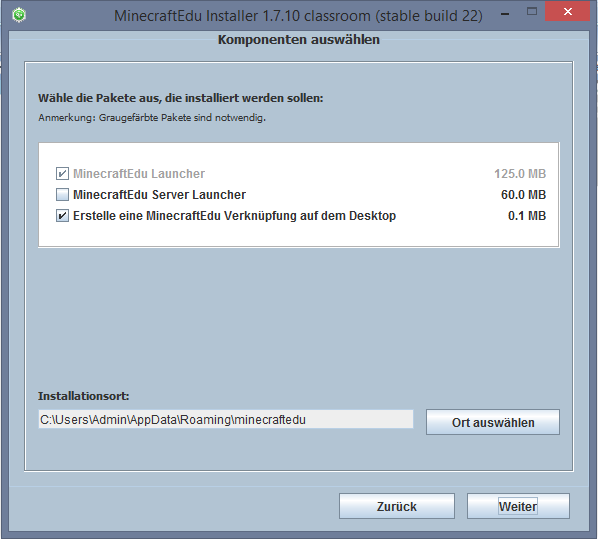 MinecraftEdu Installer 1.7.10 classroom (stable build 22)
Komponenten auswählen
Wähle die Pakete aus, die installiert werden sollen:
Anmerkung: Graugefärbte Pakete sind notwendig.
MinecraftEdu Launcher 125.0 MB
MinecraftEdu Server Launcher 60.0 MB
Erstelle eine MinecraftEdu Verknüpfung auf dem Desktop 0.1 MB
Installationsort:
C:\Users\Admin\AppData\Roaming\minecraftedu Ort auswählen
Zurück Weiter